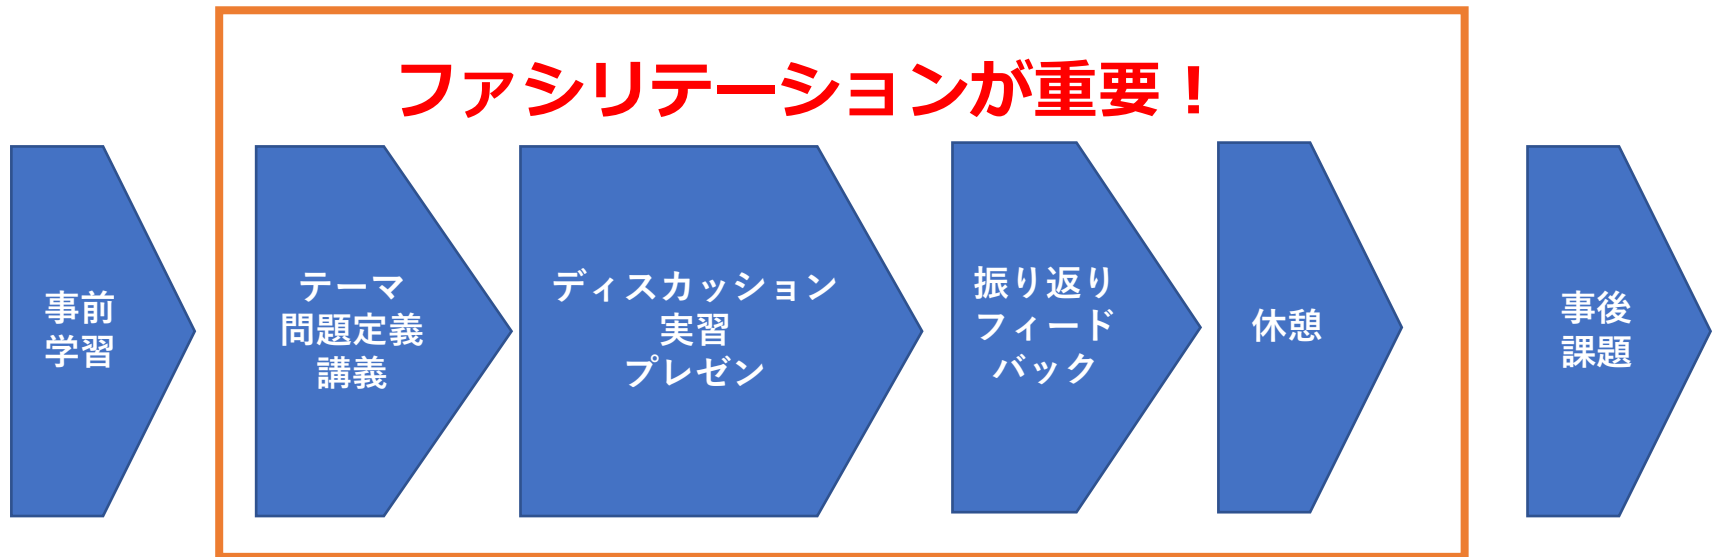 ファシリテーションが重要！
事前
学習
テーマ
問題定義
講義
ディスカッション
実習
プレゼン
振り返り
フィード
バック
休憩
事後
課題